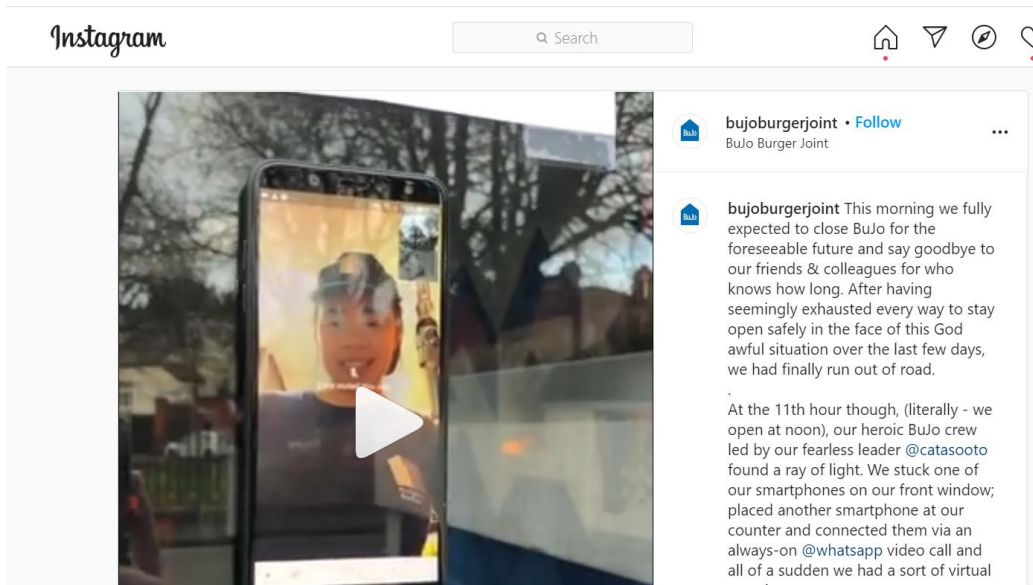 Instagram
Search
bujoburgerjoint • Follow
BuJo Burger Joint
BuJo
bujoburgerjoint This morning we fully
BuJo
expected to close BuJo for the
foreseeable future and say goodbye to
our friends & colleagues for who
knows how long. After having
seemingly exhausted every way to stay
open safely in the face of this God
awful situation over the last few days,
we had finally run out of road.
.
At the 11th hour though, (literally - we
open at noon), our heroic BuJo crew
led by our fearless leader @catasooto
found a ray of light. We stuck one of
our smartphones on our front window;
placed another smartphone at our
counter and connected them via an
always-on @whatsapp video call and
all of a sudden we had a sort of virtual